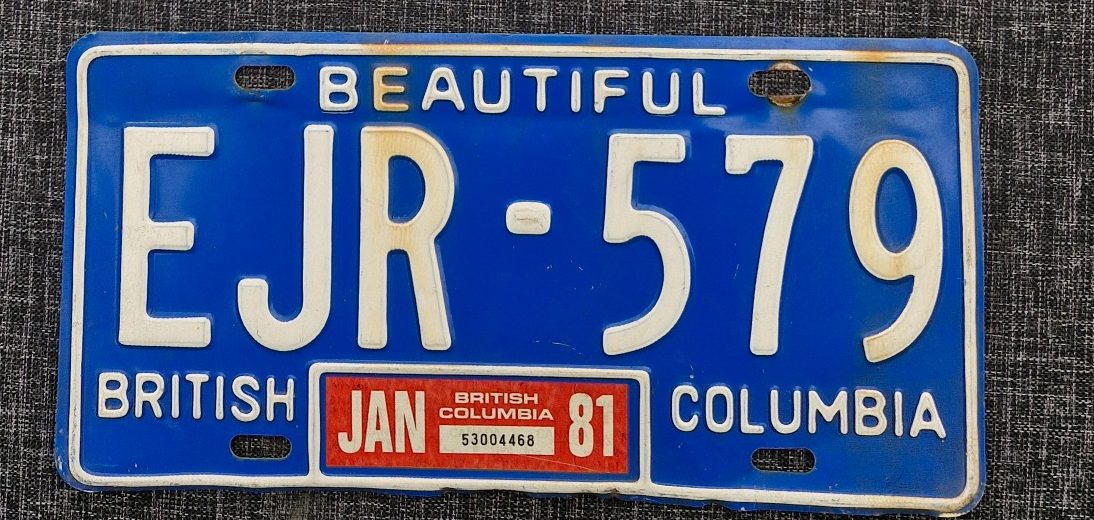 BEAUTIFUL
EJR-579
BRITISH
JAN
BRITISH
COLUMBIA
53004468
81
COLUMBIA